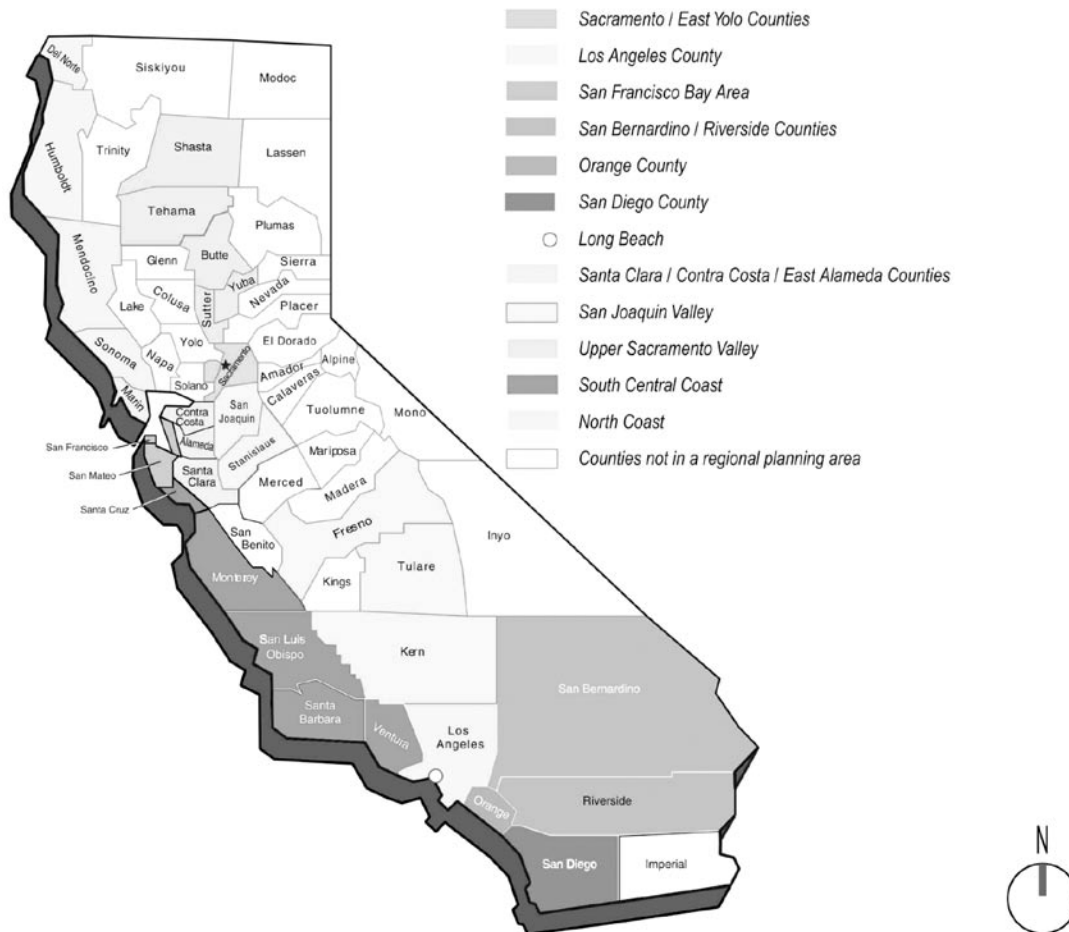 Sacramento / East Yolo Counties
Los Angeles County
San Francisco Bay Area
San Bernardino / Riverside Counties
Orange County
San Diego County
Long Beach
Santa Clara / Contra Costa / East Alameda Counties
San Joaquin Valley
Upper Sacramento Valley
South Central Coast
North Coast
Counties not in a regional planning area
Del Norte
Siskiyou
Modoc
Humboldt
Trinity
Shasta
Lassen
Tehama
Plumas
Mendocino
Glenn
Butte
Sierra
Yuba
Nevada
Lake
Colusa
Sutter
Placer
Sonoma
Napa
Yolo
El Dorado
Sacramento
Alpine
Solano
Amador
Marin
Calaveras
Contra
Costa
San
Joaquin
Tuolumne
Mono
San Francisco
Alameda
Stanislaus
Mariposa
San Mateo
Santa
Clara
Merced
Madera
Santa Cruz
San
Benito
Fresno
Inyo
Monterey
Kings
Tulare
San Luis
Obispo
Kern
San Bernardino
Santa
Barbara
Ventura
Los
Angeles
Orange
Riverside
San Diego
Imperial
N